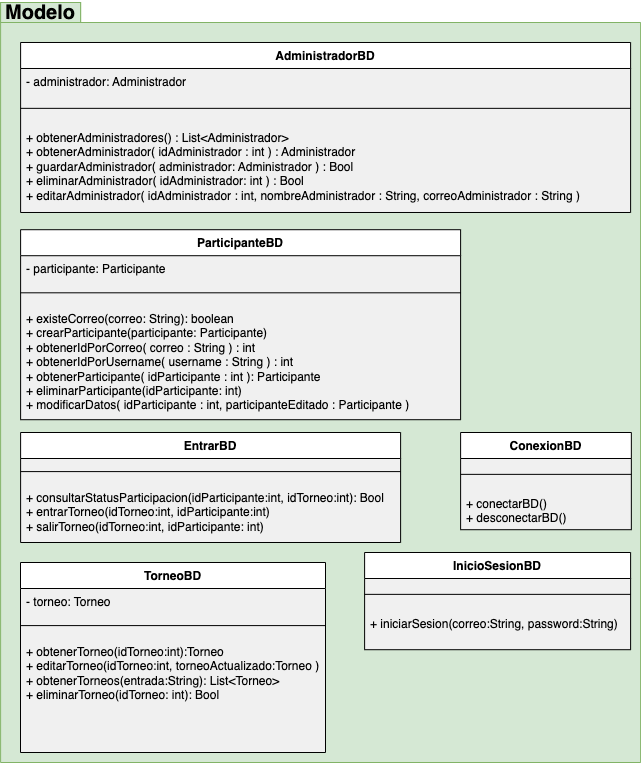 Modelo
AdministradorBD
- administrador: Administrador
+ obtenerAdministradores() : List<Administrador>
+ obtenerAdministrador( idAdministrador : int ) : Administrador
+ guardarAdministrador( administrador: Administrador ) : Bool
+ eliminarAdministrador( idAdministrador: int ) : Bool
+ editarAdministrador( idAdministrador : int, nombreAdministrador : String, correoAdministrador : String )
ParticipanteBD
- participante: Participante
+ existeCorreo(correo: String): boolean
+ crearParticipante(participante: Participante)
+ obtenerIdPorCorreo( correo : String ) : int
+ obtenerIdPorUsername( username : String ) : int
+ obtenerParticipante( idParticipante : int ): Participante
+ eliminarParticipante(idParticipante: int)
+ modificarDatos( idParticipante : int, participanteEditado : Participante )
EntrarBD
+ consultarStatusParticipacion(idParticipante:int, idTorneo:int): Bool
+ entrarTorneo(idTorneo:int, idParticipante:int)
+ salirTorneo(idTorneo:int, idParticipante: int)
ConexionBD
+ conectarBD()
+ desconectarBD()
TorneoBD
- torneo: Torneo
+ obtenerTorneo(idTorneo:int):Torneo
+ editarTorneo(idTorneo:int, torneoActualizado:Torneo )
+ obtenerTorneos(entrada:String): List<Torneo>
+ eliminarTorneo(idTorneo: int): Bool
InicioSesionBD
+ iniciarSesion(correo:String, password:String)